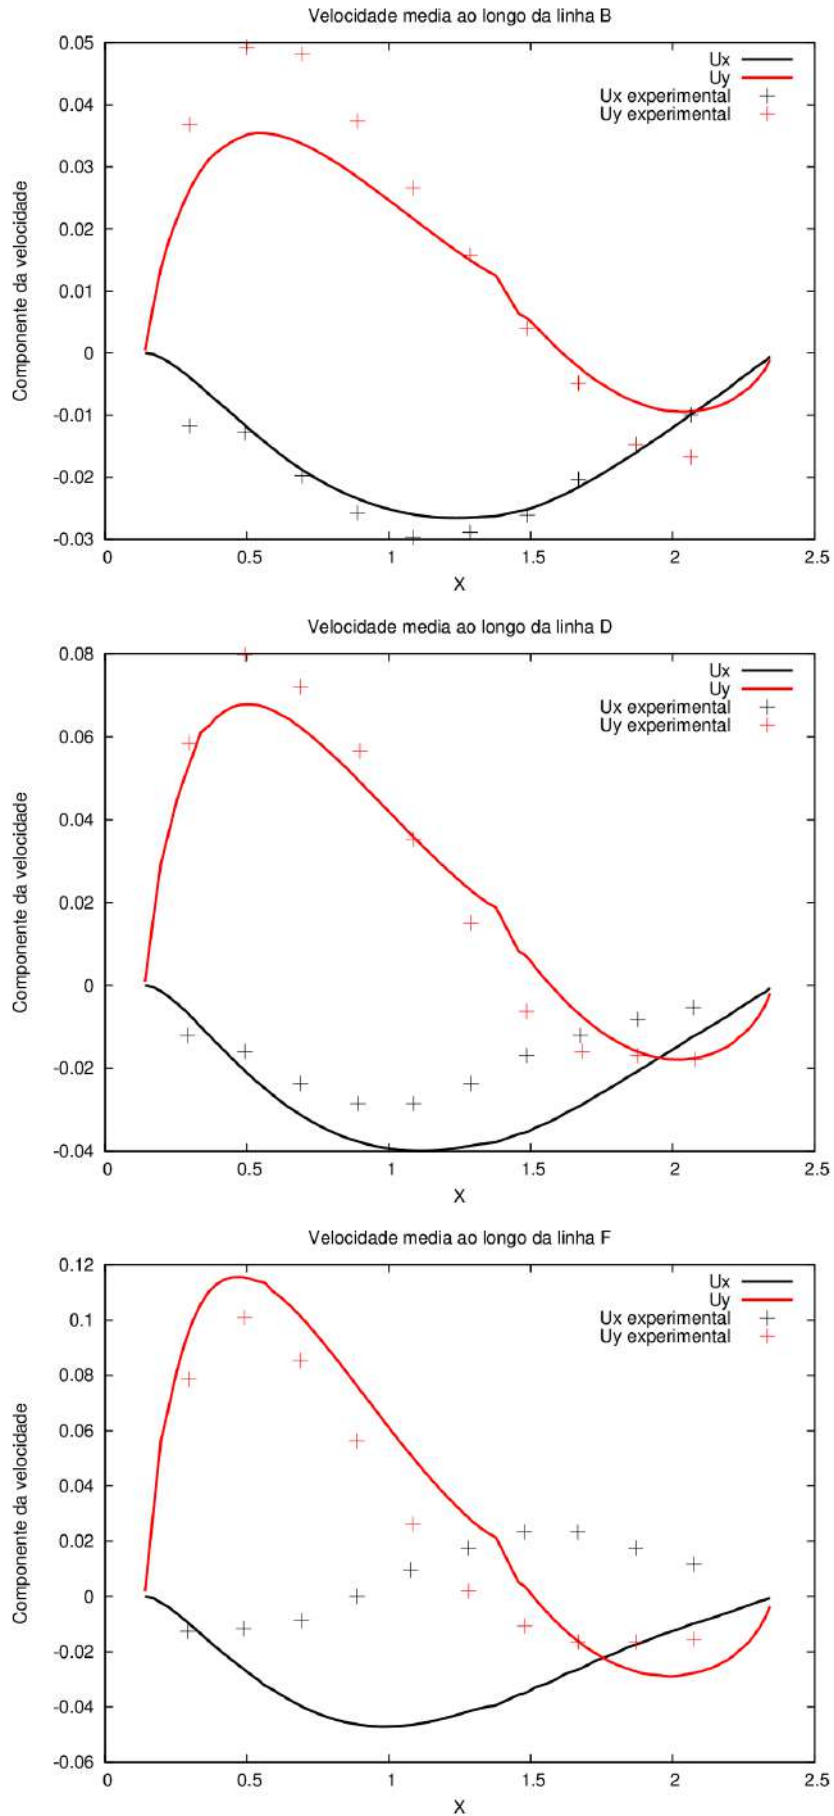 Velocidade media ao longo da linha B
Componente da velocidade
0.05
0.04
0.03
0.02
0.01
0
-0.01
-0.02
-0.03
Ux
Uy
Ux experimental
Uy experimental
0 0.5 1 1.5 2 2.5
X
Velocidade media ao longo da linha D
Componente da velocidade
0.08
0.06
0.04
0.02
0
-0.02
-0.04
Ux
Uy
Ux experimental
Uy experimental
0 0.5 1 1.5 2 2.5
X
Velocidade media ao longo da linha F
Componente da velocidade
0.12
0.1
0.08
0.06
0.04
0.02
0
-0.02
-0.04
-0.06
Ux
Uy
Ux experimental
Uy experimental
0 0.5 1 1.5 2 2.5
X